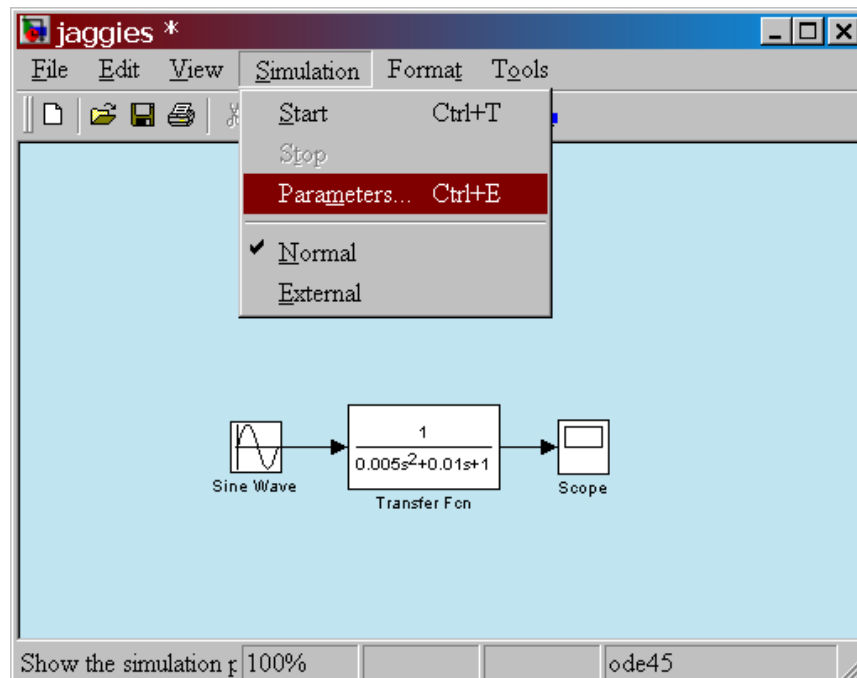 jaggies *
File Edit View Simulation Format Tools
Start Ctrl+T
Stop
Parameters... Ctrl+E
Normal
External
1
0.005s²+0.01s+1
Sine Wave
Transfer Fcn
Scope
Show the simulation p 100% ode45